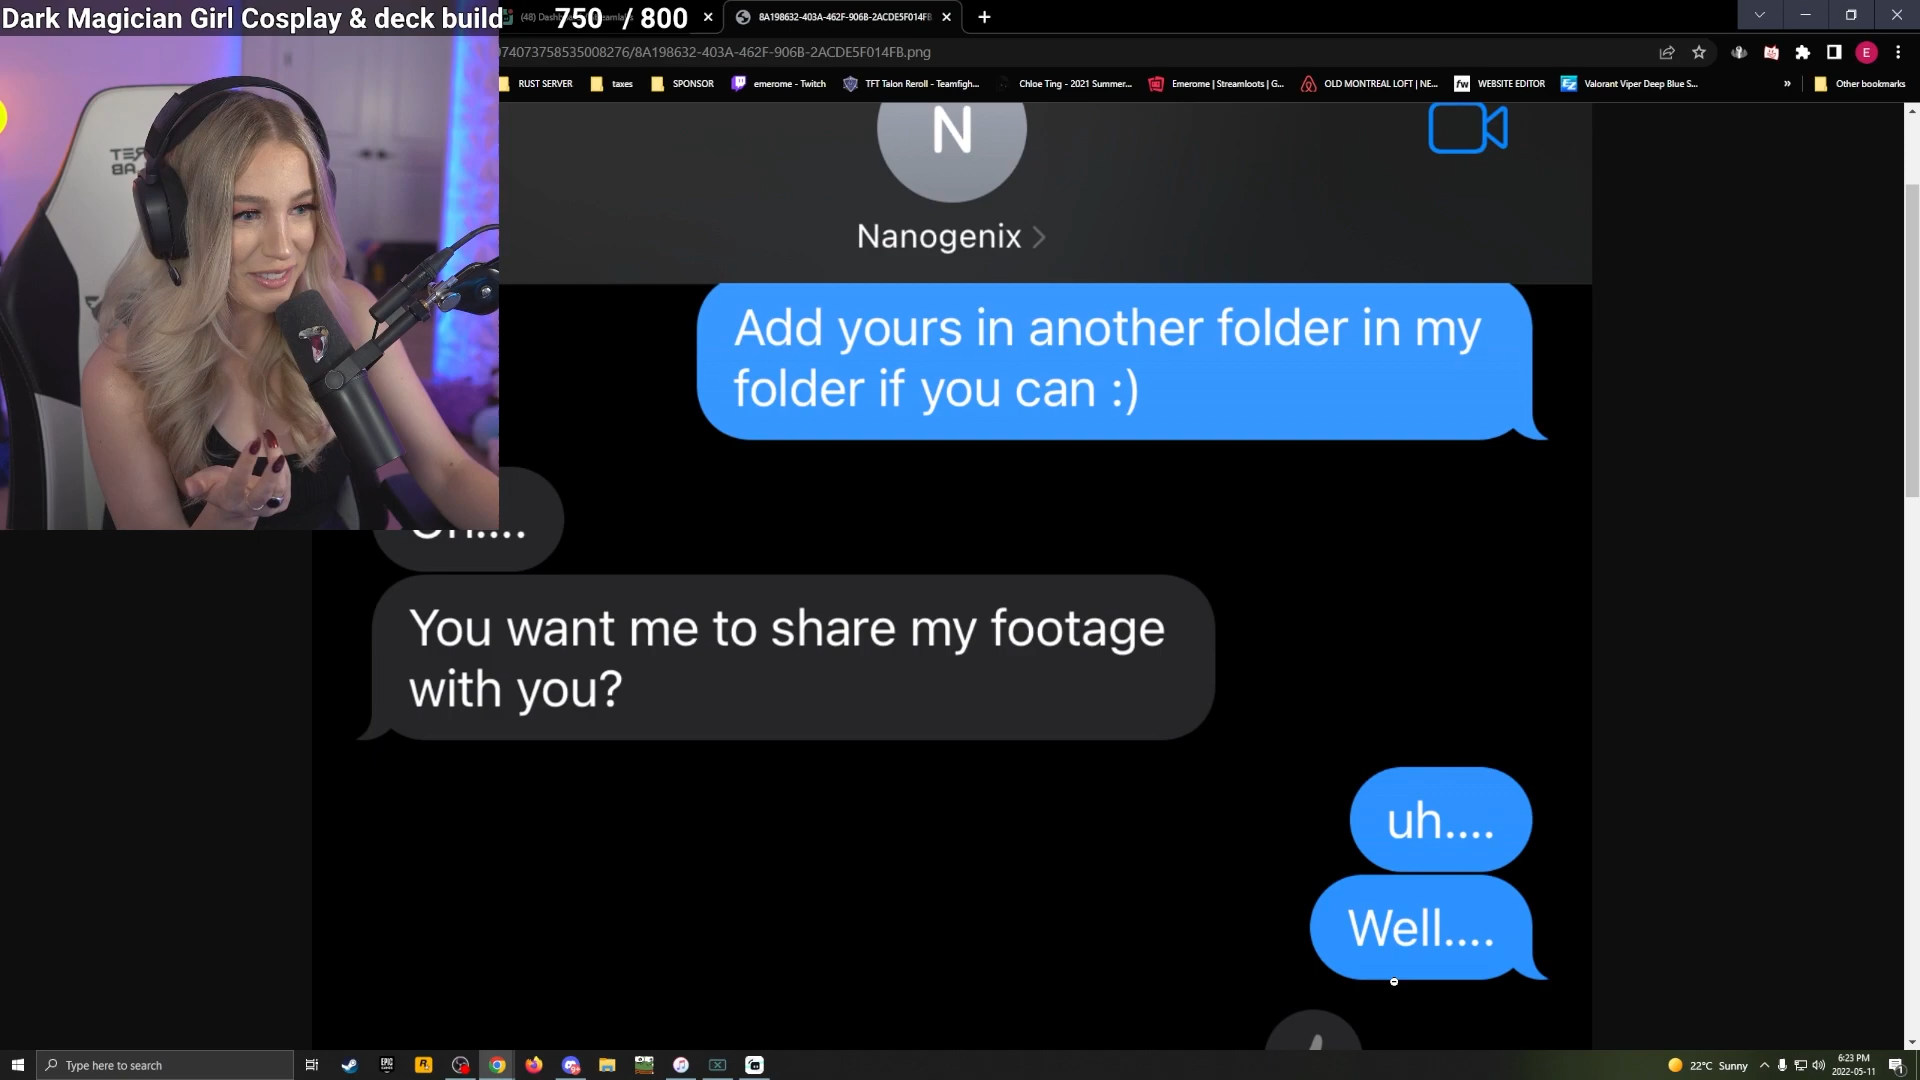 Dark Magician Girl Cosplay & deck build 750 / 800
8A198632-403A-462F-906B-2ACDE5F014FB
74073758535008276/8A198632-403A-462F-906B-2ACDE5F014FB.png
E
RUST SERVER
taxes
SPONSOR
emerome - Twitch
TFT Talon Reroll - Teamfigh...
Chloe Ting - 2021 Summer...
Emerome | Streamloots | G...
OLD MONTREAL LOFT | NE...
fw WEBSITE EDITOR
Valorant Viper Deep Blue S...
»
Other bookmarks
N
Nanogenix >
Add yours in another folder in my
folder if you can :)
You want me to share my footage
with you?
uh....
Well....
Type here to search
22°C Sunny
6:23 PM
2022-05-11